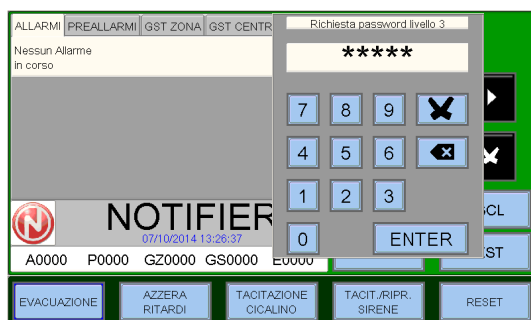 ALLARMI PREALLARMI GST ZONA GST CENTR
Richiesta password livello 3
Nessun Allarme
in corso
*****
7 8 9
4 5 6
1 2 3
0 ENTER
NOTIFIER
07/10/2014 13:26:37
A0000 P0000 GZ0000 GS0000 E0000
SCL
EST
EVACUAZIONE
AZZERA
RITARDI
TACITAZIONE
CICALINO
TACIT./RIPR.
SIRENE
RESET